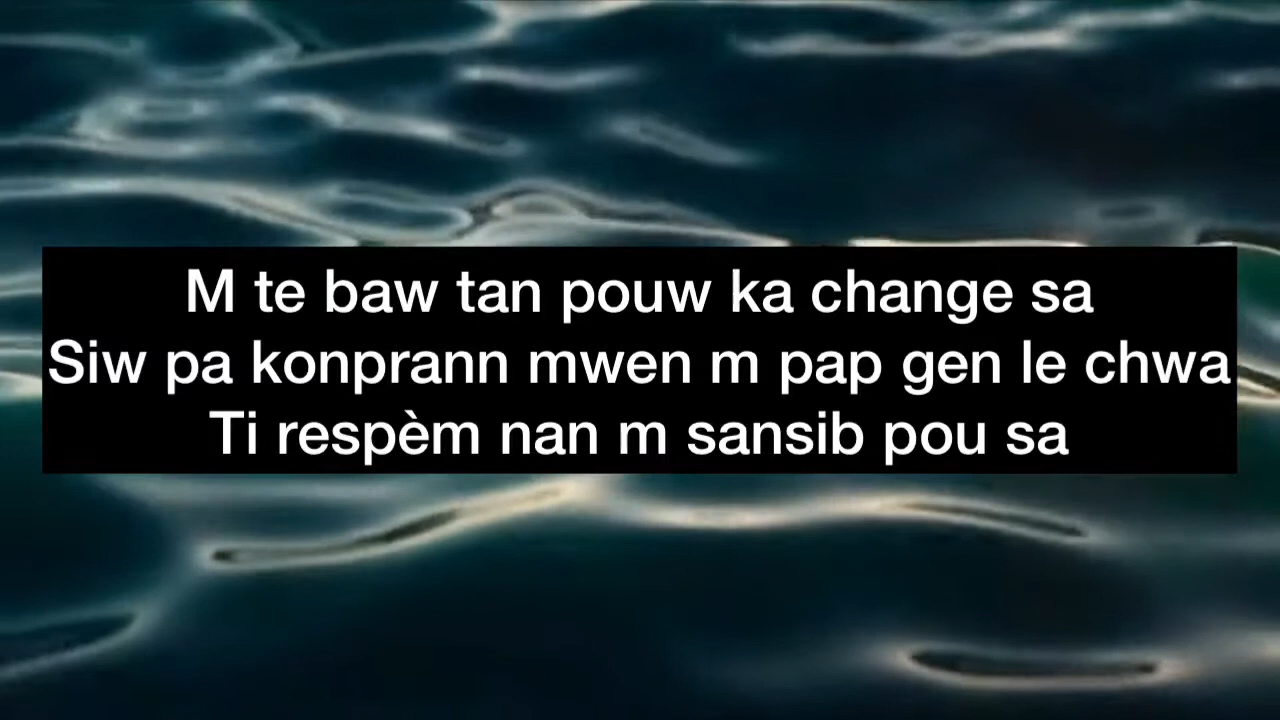 M te baw tan pouw ka change sa
Siw pa konprann mwen m pap gen le chwa
Ti respèm nan m sansib pou sa